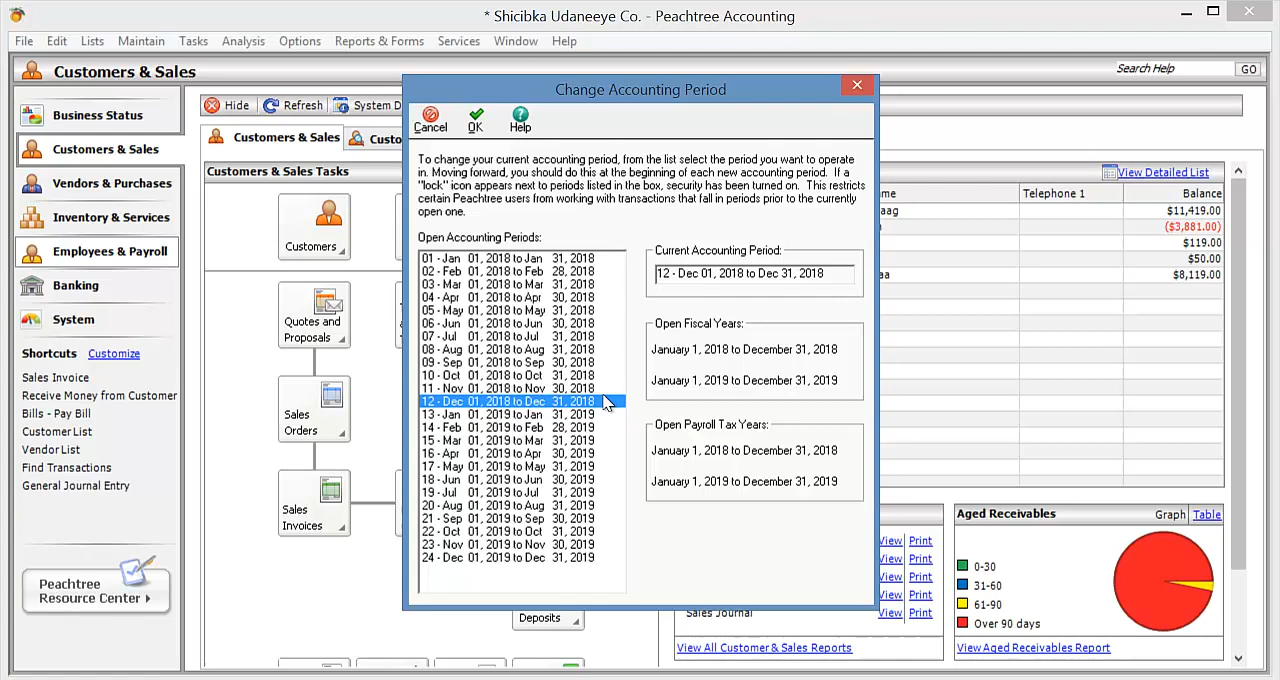 * Shicibka Udaneeye Co. - Peachtree Accounting
File Edit Lists Maintain Tasks Analysis Options Reports & Forms Services Window Help
Customers & Sales
Search Help GO
Business Status
Customers & Sales
Vendors & Purchases
Inventory & Services
Employees & Payroll
Banking
System
Shortcuts Customize
Sales Invoice
Receive Money from Customer
Bills - Pay Bill
Customer List
Vendor List
Find Transactions
General Journal Entry
Peachtree
Resource Center
Hide Refresh System D
Customers & Sales Custo
Customers & Sales Tasks
Customers
Quotes and
Proposals
Sales
Orders
Sales
Invoices
Deposits
Change Accounting Period
Cancel OK Help
To change your current accounting period, from the list select the period you want to operate
in. Moving forward, you should do this at the beginning of each new accounting period. If a
"lock" icon appears next to periods listed in the box, security has been turned on. This restricts
certain Peachtree users from working with transactions that fall in periods prior to the currently
open one.
Open Accounting Periods:
01 - Jan 01, 2018 to Jan 31, 2018
02 - Feb 01, 2018 to Feb 28, 2018
03 - Mar 01, 2018 to Mar 31, 2018
04 - Apr 01, 2018 to Apr 30, 2018
05 - May 01, 2018 to May 31, 2018
06 - Jun 01, 2018 to Jun 30, 2018
07 - Jul 01, 2018 to Jul 31, 2018
08 - Aug 01, 2018 to Aug 31, 2018
09 - Sep 01, 2018 to Sep 30, 2018
10 - Oct 01, 2018 to Oct 31, 2018
11 - Nov 01, 2018 to Nov 30, 2018
12 - Dec 01, 2018 to Dec 31, 2018
13 - Jan 01, 2019 to Jan 31, 2019
14 - Feb 01, 2019 to Feb 28, 2019
15 - Mar 01, 2019 to Mar 31, 2019
16 - Apr 01, 2019 to Apr 30, 2019
17 - May 01, 2019 to May 31, 2019
18 - Jun 01, 2019 to Jun 30, 2019
19 - Jul 01, 2019 to Jul 31, 2019
20 - Aug 01, 2019 to Aug 31, 2019
21 - Sep 01, 2019 to Sep 30, 2019
22 - Oct 01, 2019 to Oct 31, 2019
23 - Nov 01, 2019 to Nov 30, 2019
24 - Dec 01, 2019 to Dec 31, 2019
Current Accounting Period:
12 - Dec 01, 2018 to Dec 31, 2018
Open Fiscal Years:
January 1, 2018 to December 31, 2018
January 1, 2019 to December 31, 2019
Open Payroll Tax Years:
January 1, 2018 to December 31, 2018
January 1, 2019 to December 31, 2019
View Detailed List
me Telephone 1 Balance
aag $11,419.00
($3,881.00)
$119.00
$50.00
aa $8,119.00
View Print
View Print
View Print
View Print
Sales Journal View Print
View All Customer & Sales Reports
Aged Receivables Graph Table
0-30
31-60
61-90
Over 90 days
View Aged Receivables Report